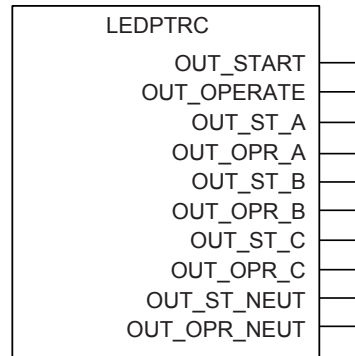 LEDPTRC
OUT_START
OUT_OPERATE
OUT_ST_A
OUT_OPR_A
OUT_ST_B
OUT_OPR_B
OUT_ST_C
OUT_OPR_C
OUT_ST_NEUT
OUT_OPR_NEUT